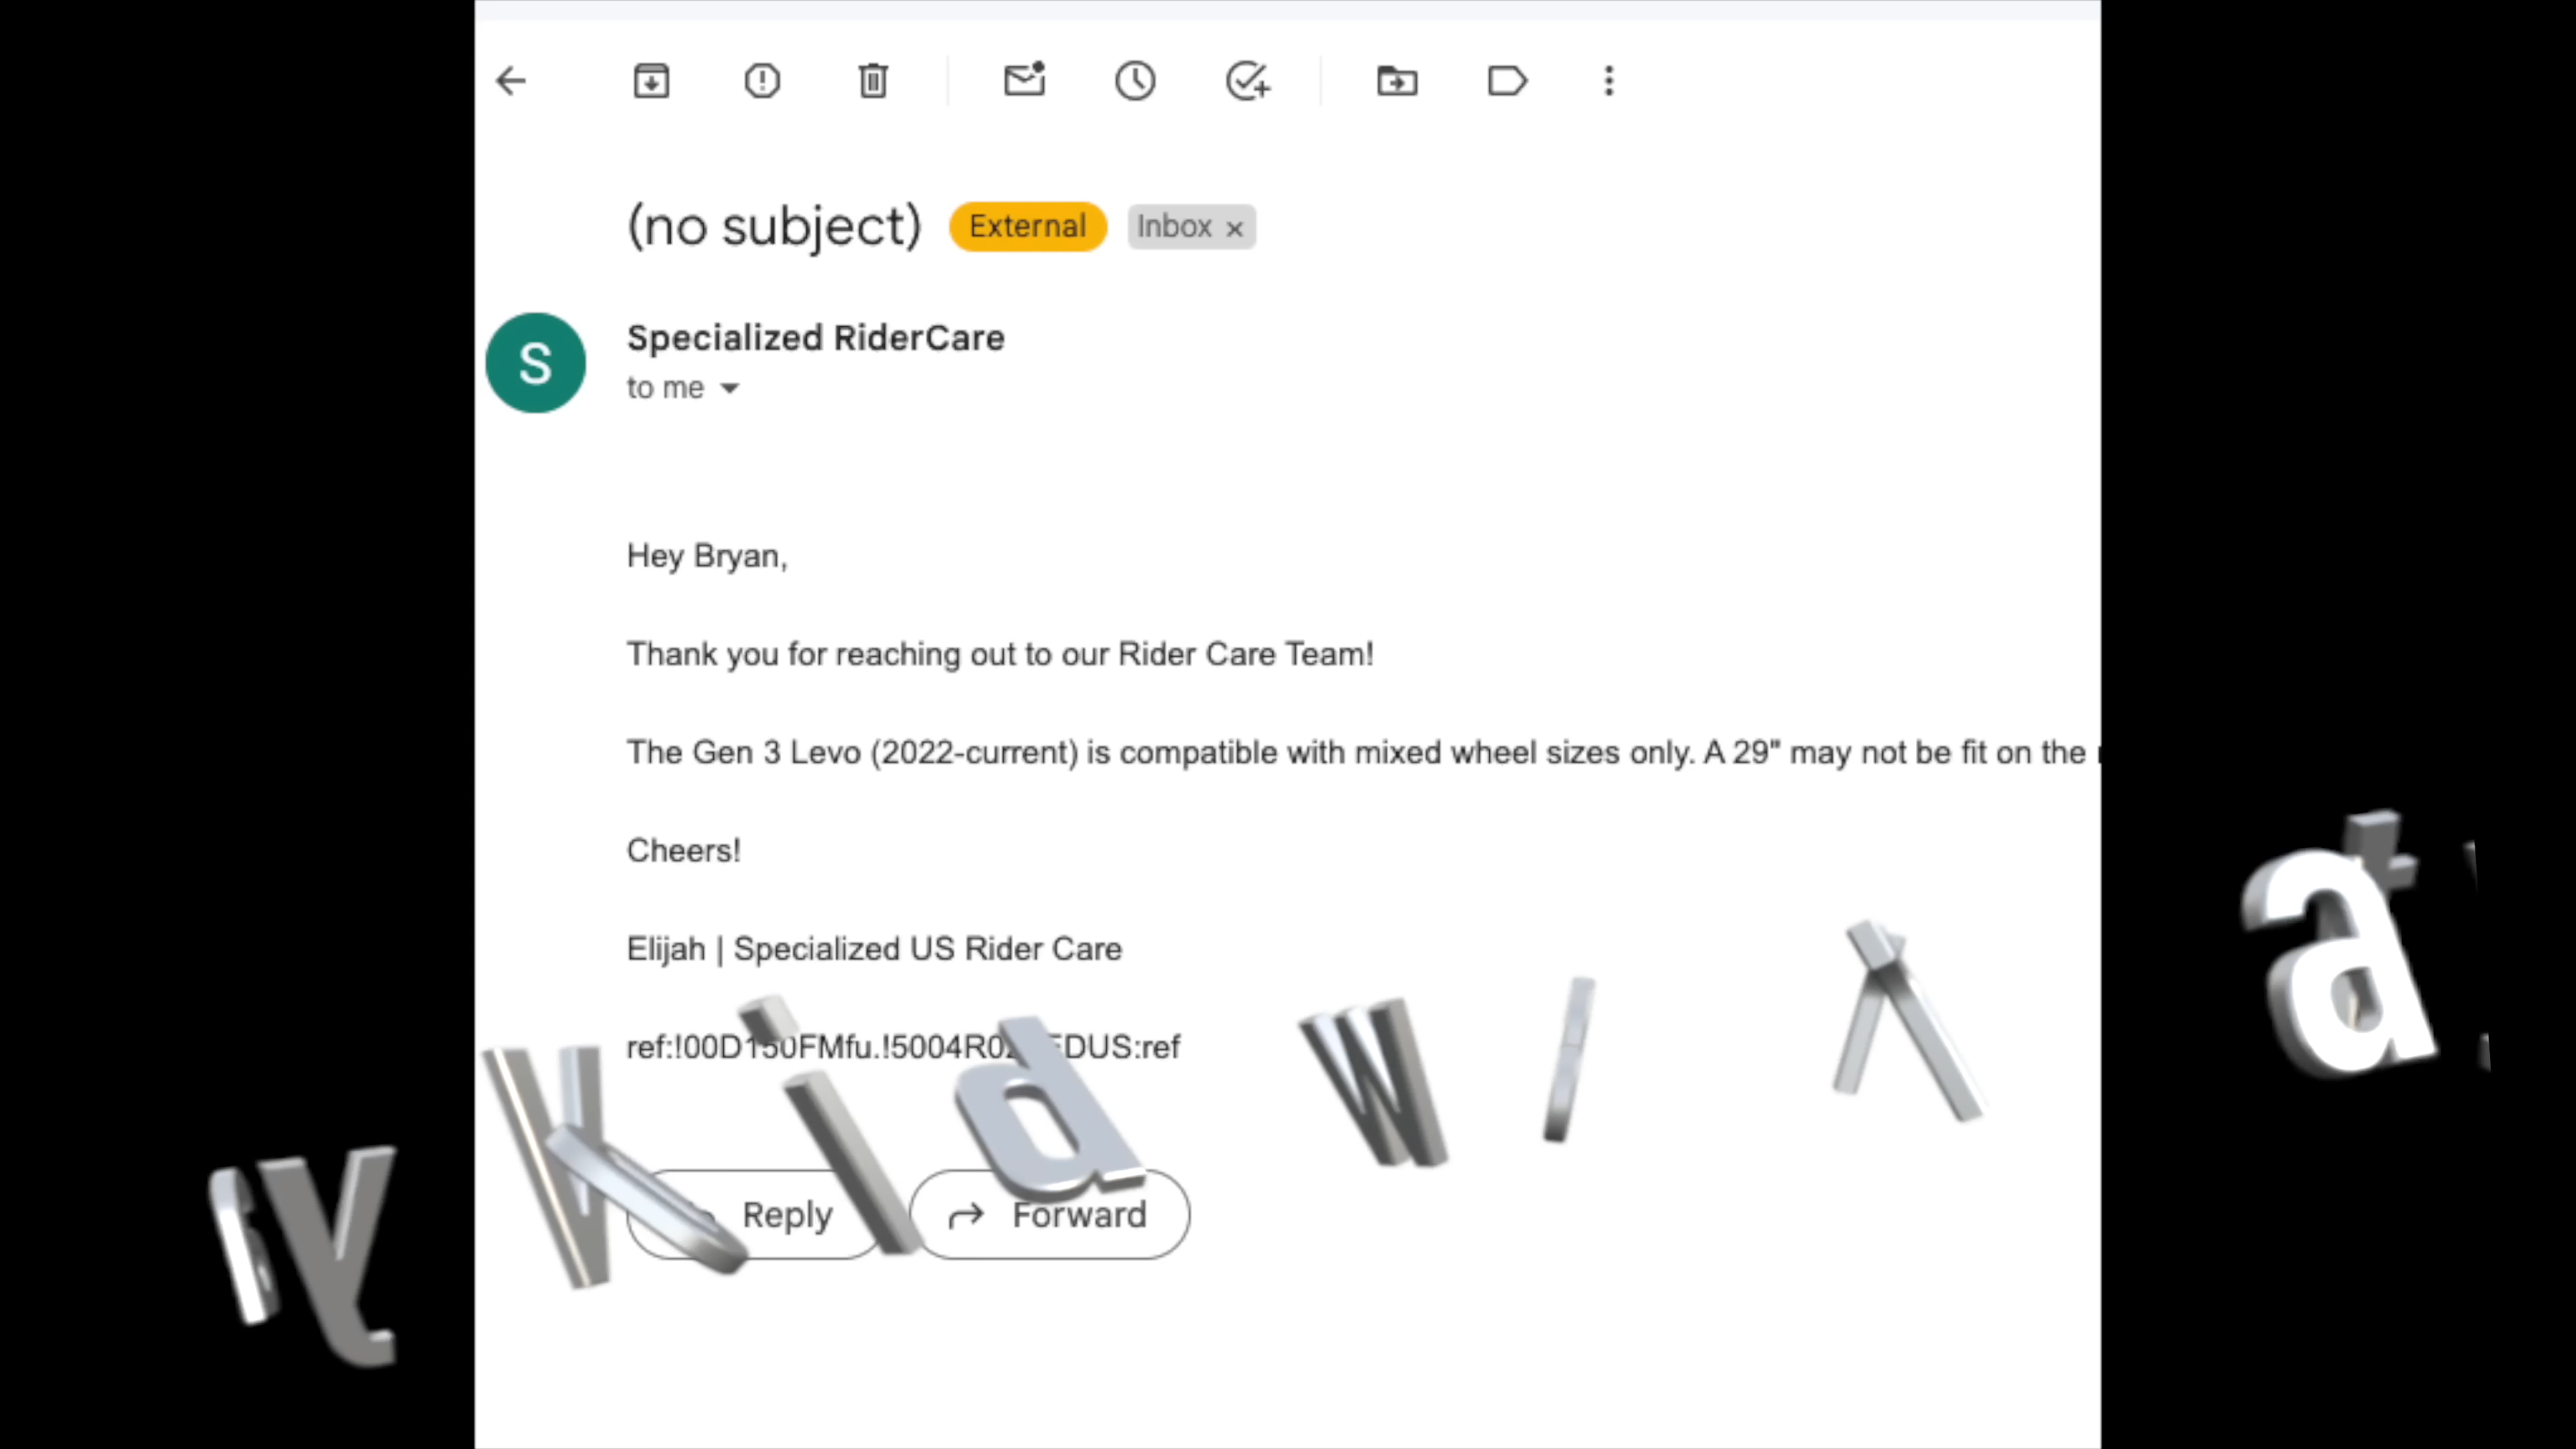 (no subject) External Inbox ×
S
Specialized RiderCare
to me
Hey Bryan,
Thank you for reaching out to our Rider Care Team!
The Gen 3 Levo (2022-current) is compatible with mixed wheel sizes only. A 29" may not be fit on the
Cheers!
Elijah | Specialized US Rider Care
Reply Forward